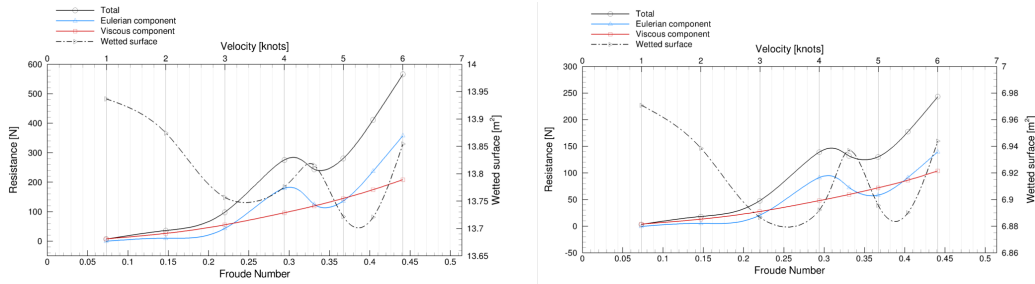 Total
Eulerian component
Viscous component
Wetted surface
Velocity [knots]
0 1 2 3 4 5 6 7
600
500
400
300
200
100
0
Resistance [N]
14
13.95
13.9
13.85
13.8
13.75
13.7
13.65
Wetted surface [m²]
0 0.05 0.1 0.15 0.2 0.25 0.3 0.35 0.4 0.45 0.5
Froude Number
Total
Eulerian component
Viscous component
Wetted surface
Velocity [knots]
0 1 2 3 4 5 6 7
300
250
200
150
100
50
0
-50
Resistance [N]
7
6.98
6.96
6.94
6.92
6.9
6.88
6.86
Wetted surface [m²]
0 0.05 0.1 0.15 0.2 0.25 0.3 0.35 0.4 0.45 0.5
Froude Number